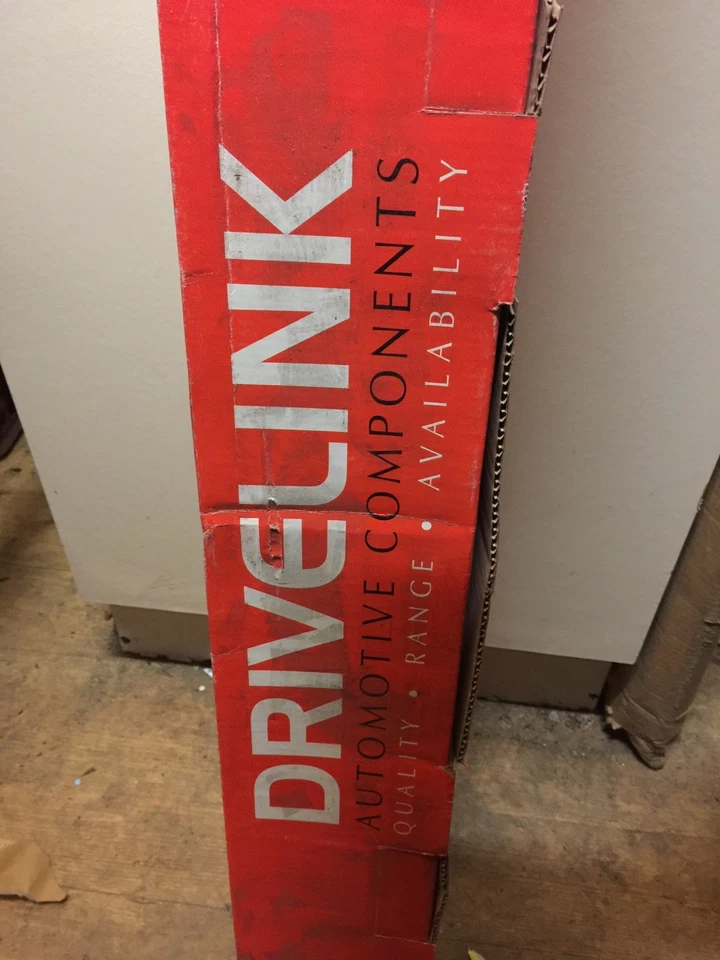 DRIVELINK
AUTOMOTIVE COMPONENTS
QUALITY • RANGE • AVAILABILITY